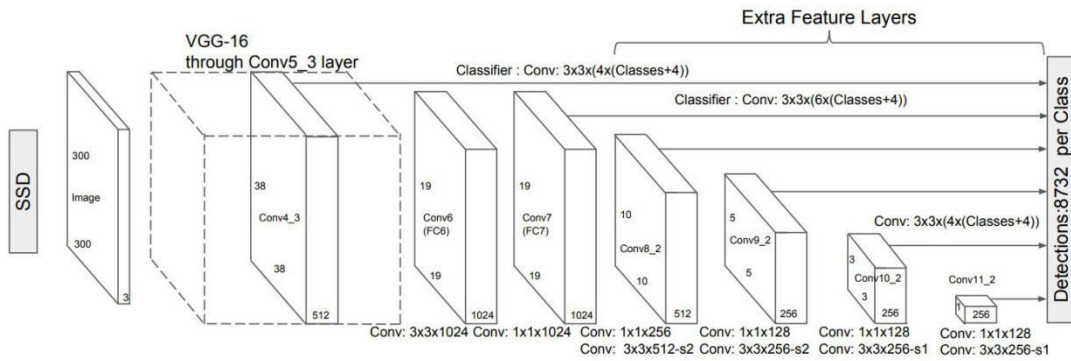 Extra Feature Layers
VGG-16
through Conv5_3 layer
Classifier : Conv: 3x3x(4x(Classes+4))
Classifier : Conv: 3x3x(6x(Classes+4))
SSD
300
Image
300
3
38
Conv4_3
38
512
19
Conv6
(FC6)
19
1024
19
Conv7
(FC7)
19
1024
10
Conv8_2
10
512
5
Conv9_2
5
256
Conv: 3x3x(4x(Classes+4))
3
Conv10_2
3
256
Conv11_2
1
256
Detections:8732 per Class
Conv: 3x3x1024
Conv: 1x1x1024
Conv: 1x1x256
Conv: 3x3x512-s2
Conv: 1x1x128
Conv: 3x3x256-s2
Conv: 1x1x128
Conv: 3x3x256-s1
Conv: 1x1x128
Conv: 3x3x256-s1